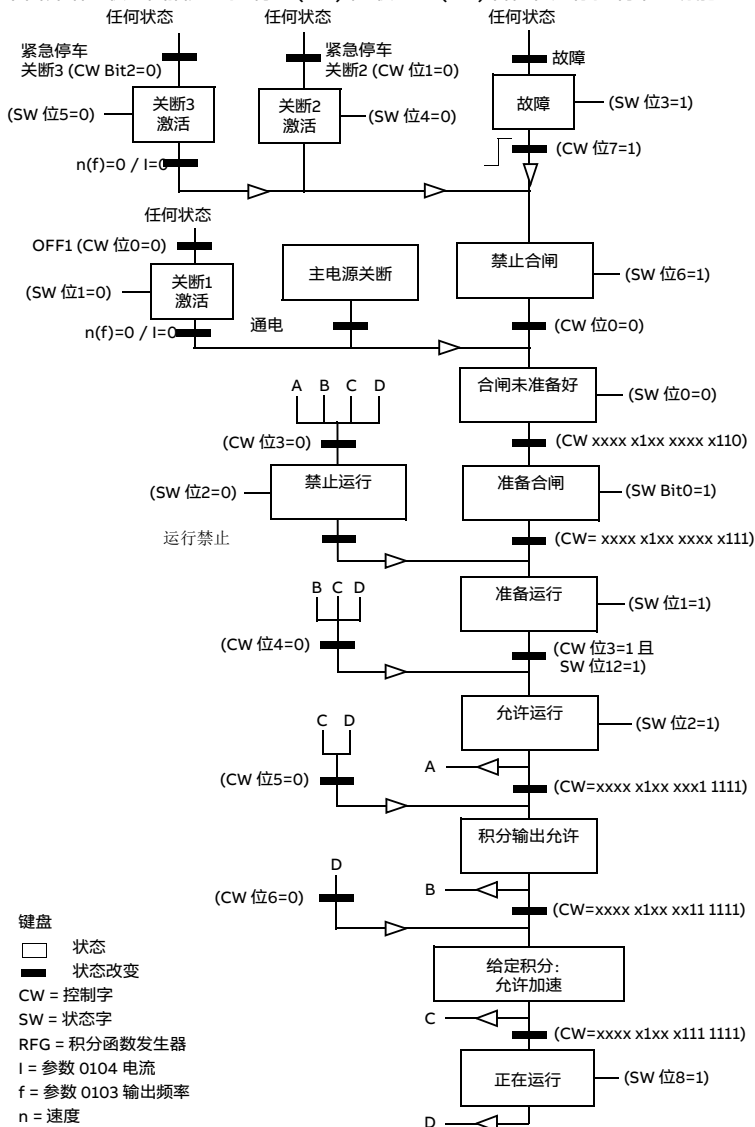 任何状态
任何状态
任何状态
紧急停车
关断3 (CW Bit2=0)
紧急停车
关断2 (CW 位1=0)
故障
(SW 位5=0)
关断3
激活
关断2
激活
(SW 位4=0)
故障
(SW 位3=1)
n(f)=0 / I=0
(CW 位7=1)
任何状态
OFF1 (CW 位0=0)
(SW 位1=0)
关断1
激活
主电源关断
禁止合闸
(SW 位6=1)
n(f)=0 / I=0
通电
(CW 位0=0)
A B C D
合闸未准备好
(SW 位0=0)
(CW 位3=0)
(CW xxxx x1xx xxxx x110)
(SW 位2=0)
禁止运行
准备合闸
(SW Bit0=1)
运行禁止
(CW= xxxx x1xx xxxx x111)
B C D
准备运行
(SW 位1=1)
(CW 位4=0)
(CW 位3=1 且
SW 位12=1)
C D
允许运行
(SW 位2=1)
A
(CW 位5=0)
(CW=xxxx x1xx xxx1 1111)
积分输出允许
D
B
(CW 位6=0)
(CW=xxxx x1xx xx11 1111)
给定积分：
允许加速
C
(CW=xxxx x1xx x111 1111)
正在运行
(SW 位8=1)
D
键盘
状态
状态改变
CW = 控制字
SW = 状态字
RFG = 积分函数发生器
I = 参数 0104 电流
f = 参数 0103 输出频率
n = 速度